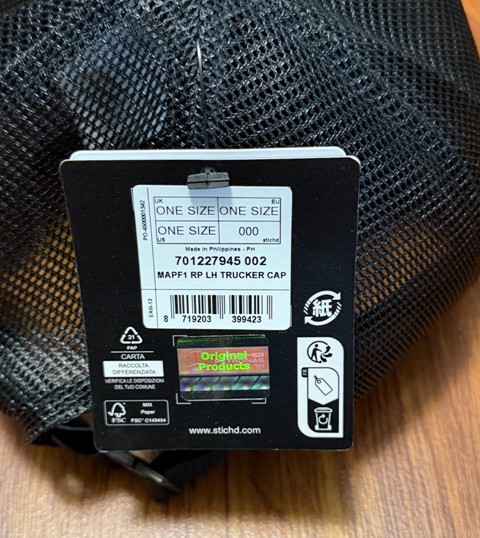 PO-4500001342
UK EU
ONE SIZE ONE SIZE
ONE SIZE 000
US stichd
Made in Philippines - PH
701227945 002
MAPF1 RP LH TRUCKER CAP
EAN-13
8 719203 399423
紙
21
PAP
CARTA
RACCOLTA
DIFFERENZIATA
VERIFICA LE DISPOSIZIONI
DEL TUO COMUNE
Original
Products
FSC
MIX
Paper
FSC™ C149454
www.stichd.com